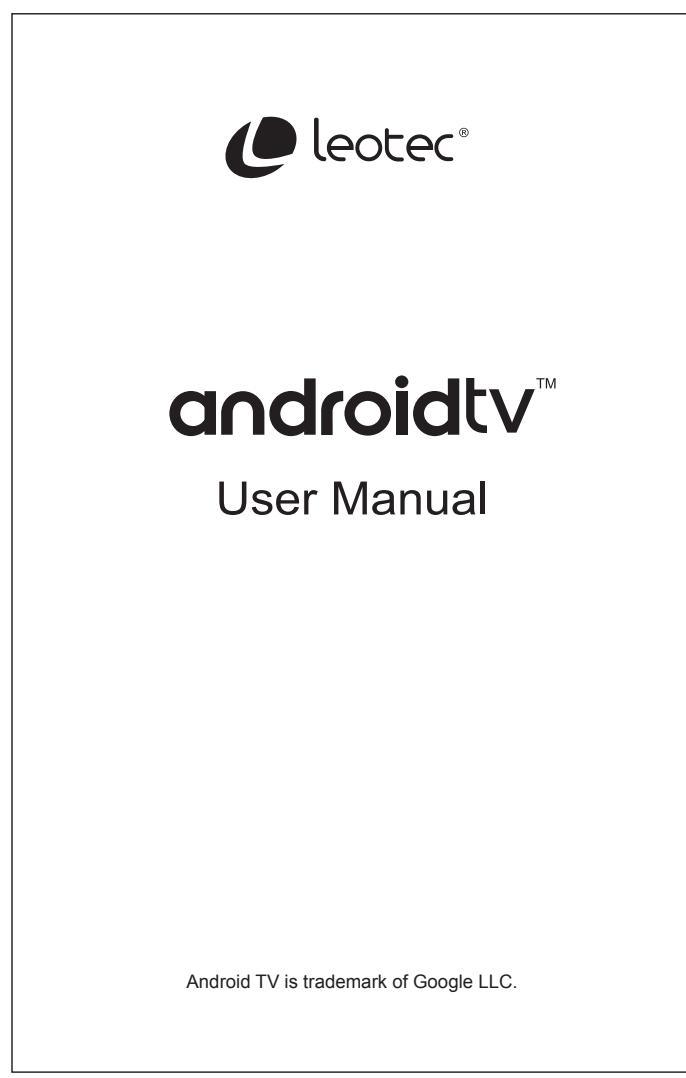 leotec®
androidtv™
User Manual
Android TV is trademark of Google LLC.